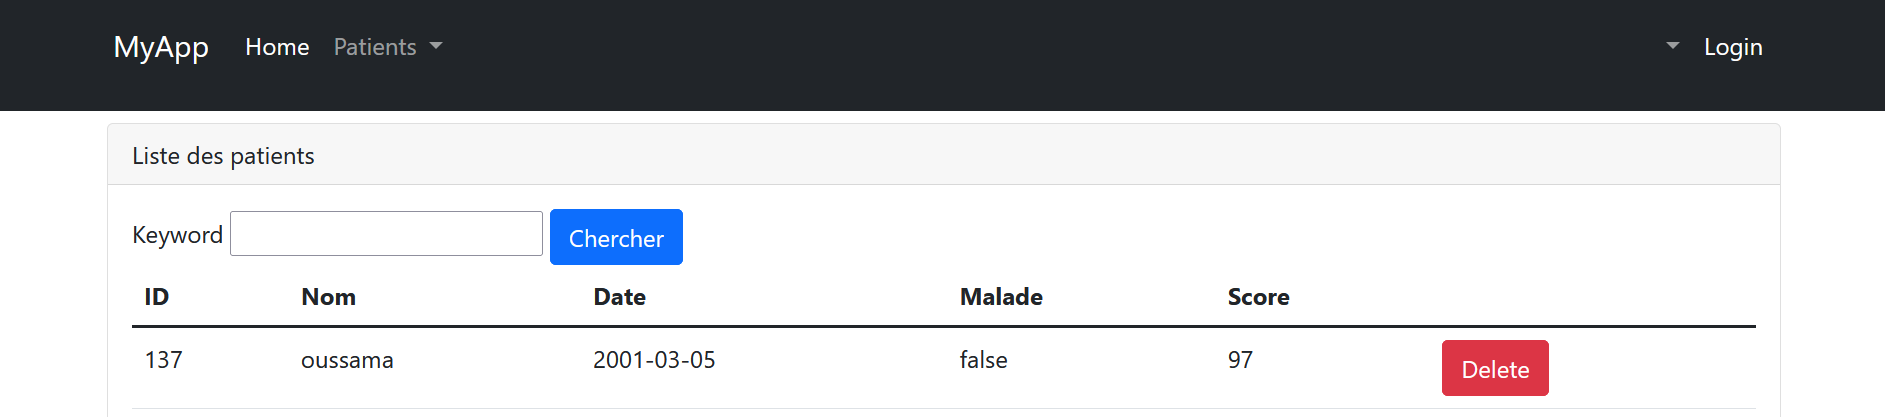 MyApp Home Patients Login
Liste des patients
Keyword Chercher
ID Nom Date Malade Score
137 oussama 2001-03-05 false 97 Delete